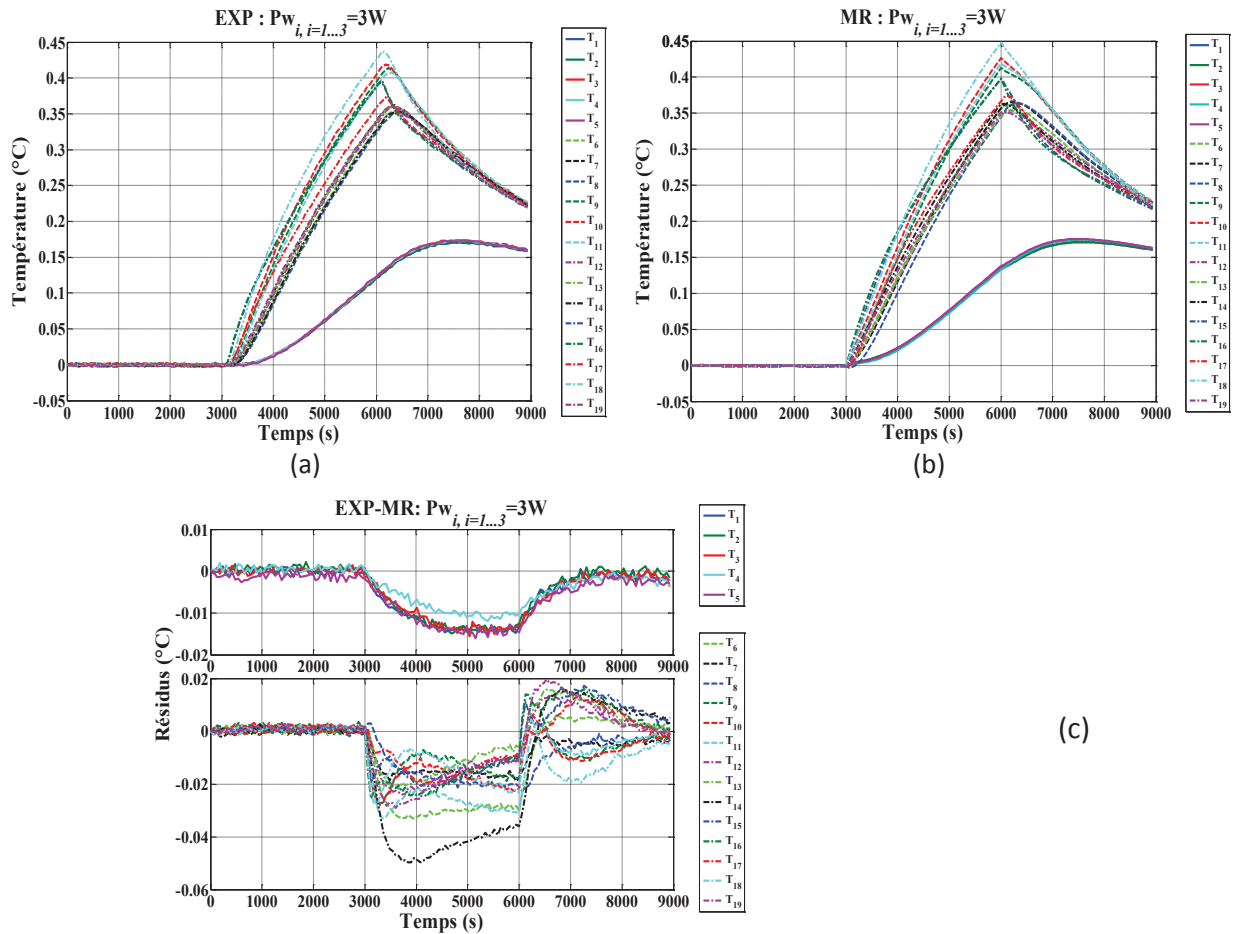 EXP : Pw i, i=1...3 =3W
Température (°C)
0.45
0.4
0.35
0.3
0.25
0.2
0.15
0.1
0.05
0
-0.05
0 1000 2000 3000 4000 5000 6000 7000 8000 9000
Temps (s)
T1
T2
T3
T4
T5
T6
T7
T8
T9
T10
T11
T12
T13
T14
T15
T16
T17
T18
T19
(a)
MR : Pw i, i=1...3 =3W
Température (°C)
0.45
0.4
0.35
0.3
0.25
0.2
0.15
0.1
0.05
0
-0.05
0 1000 2000 3000 4000 5000 6000 7000 8000 9000
Temps (s)
T1
T2
T3
T4
T5
T6
T7
T8
T9
T10
T11
T12
T13
T14
T15
T16
T17
T18
T19
(b)
EXP-MR: Pw i, i=1...3 =3W
Résidus (°C)
0.01
0
-0.01
-0.02
0 1000 2000 3000 4000 5000 6000 7000 8000 9000
T1
T2
T3
T4
T5
0.02
0
-0.02
-0.04
-0.06
0 1000 2000 3000 4000 5000 6000 7000 8000 9000
Temps (s)
T6
T7
T8
T9
T10
T11
T12
T13
T14
T15
T16
T17
T18
T19
(c)